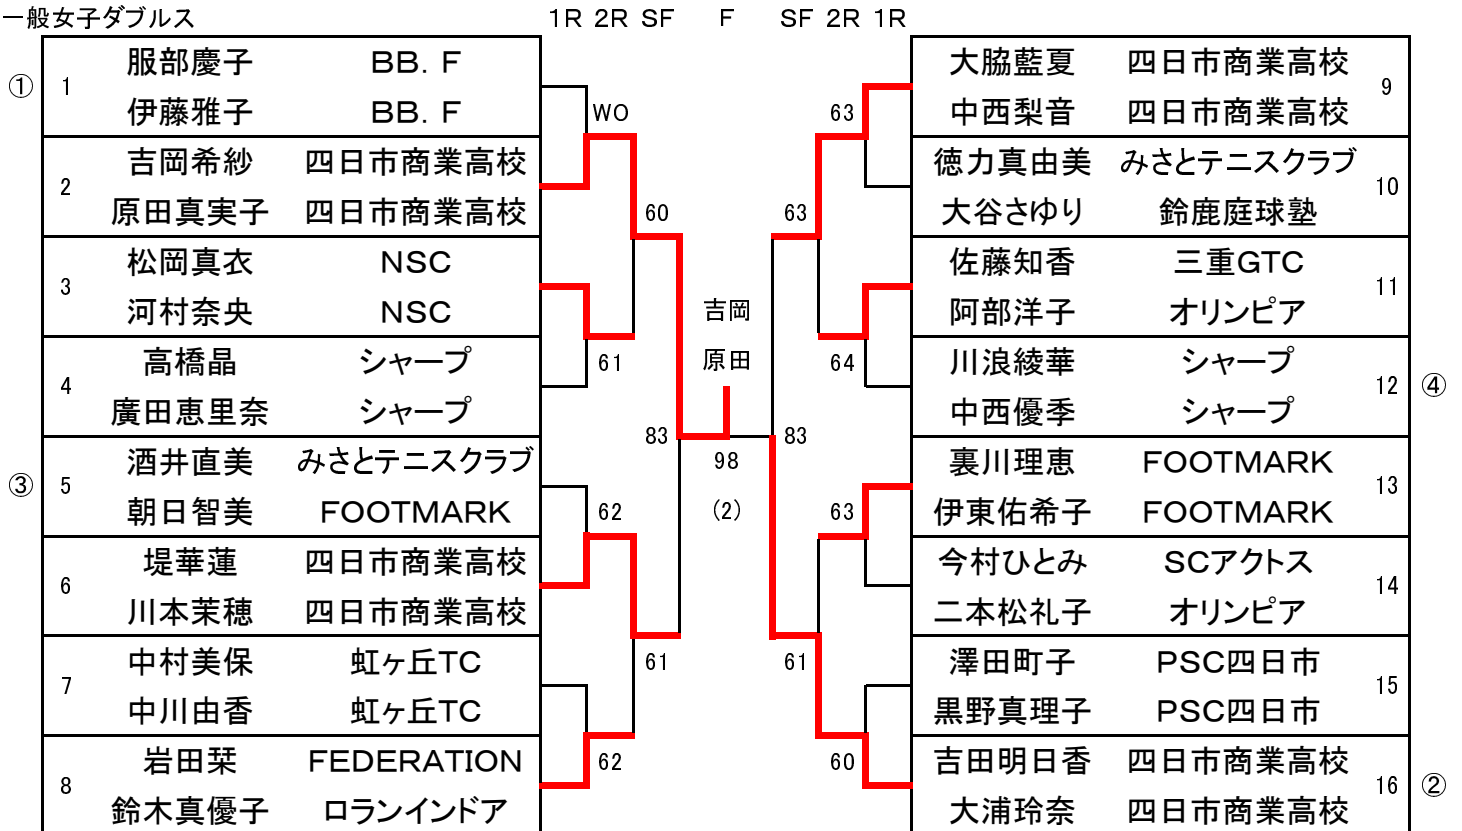 一般女子ダブルス 1R 2R SF F SF 2R 1R
① 1 服部慶子 BB. F
伊藤雅子 BB. F
2 吉岡希紗 四日市商業高校
原田真実子 四日市商業高校
3 松岡真衣 NSC
河村奈央 NSC
4 高橋晶 シャープ
廣田恵里奈 シャープ
③ 5 酒井直美 みさとテニスクラブ
朝日智美 FOOTMARK
6 堤華蓮 四日市商業高校
川本茉穂 四日市商業高校
7 中村美保 虹ヶ丘TC
中川由香 虹ヶ丘TC
8 岩田栞 FEDERATION
鈴木真優子 ロランインドア
WO
61
62
62
60
61
83
吉岡
原田
98
(2)
83
63
61
63
64
63
60
大脇藍夏 四日市商業高校 9
中西梨音 四日市商業高校
徳力真由美 みさとテニスクラブ 10
大谷さゆり 鈴鹿庭球塾
佐藤知香 三重GTC 11
阿部洋子 オリンピア
川浪綾華 シャープ 12 ④
中西優季 シャープ
裏川理恵 FOOTMARK 13
伊東佑希子 FOOTMARK
今村ひとみ SCアクトス 14
二本松礼子 オリンピア
澤田町子 PSC四日市 15
黒野真理子 PSC四日市
吉田明日香 四日市商業高校 16 ②
大浦玲奈 四日市商業高校